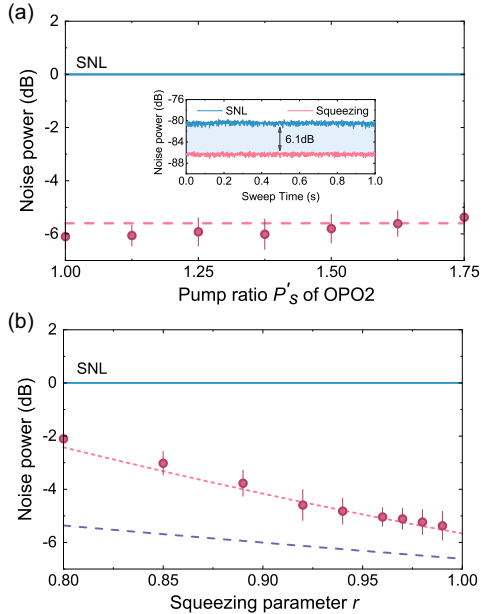 (a)
2
0
-2
-4
-6
Noise power (dB)
SNL
-76
-80
-84
-88
Noise power (dB)
SNL
Squeezing
6.1dB
0.0 0.2 0.4 0.6 0.8 1.0
Sweep Time (s)
1.00 1.25 1.50 1.75
Pump ratio P's of OPO2
(b)
2
0
-2
-4
-6
Noise power (dB)
SNL
0.80 0.85 0.90 0.95 1.00
Squeezing parameter r